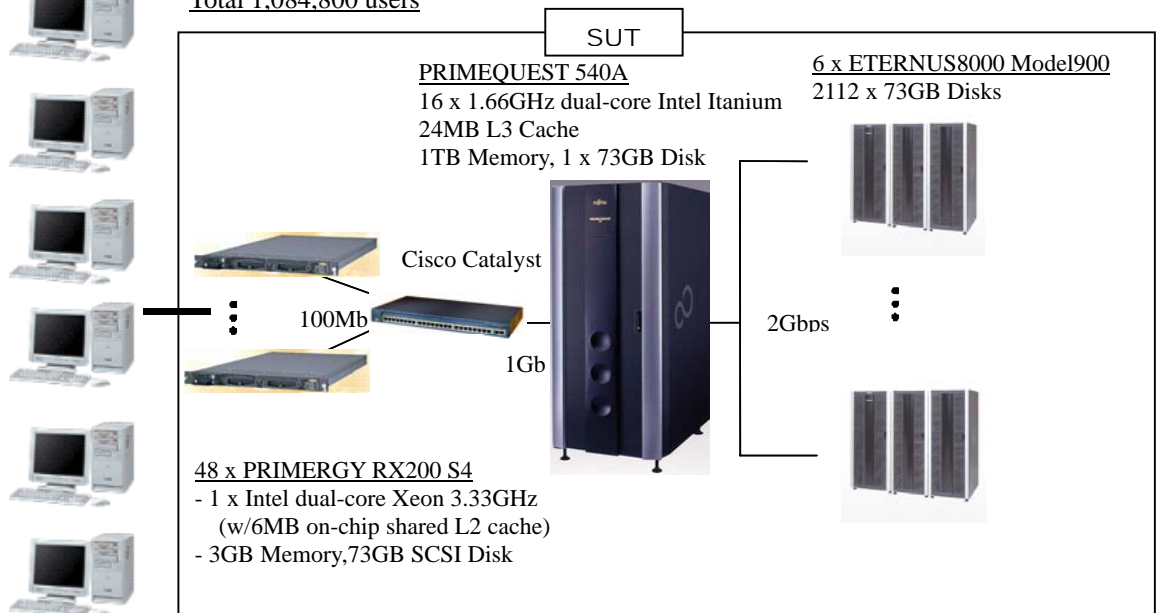 Total 1,084,800 users
SUT
PRIMEQUEST 540A
16 x 1.66GHz dual-core Intel Itanium
24MB L3 Cache
1TB Memory, 1 x 73GB Disk
6 x ETERNUS8000 Model900
2112 x 73GB Disks
Cisco Catalyst
100Mb
1Gb
2Gbps
48 x PRIMERGY RX200 S4
- 1 x Intel dual-core Xeon 3.33GHz
(w/6MB on-chip shared L2 cache)
- 3GB Memory,73GB SCSI Disk